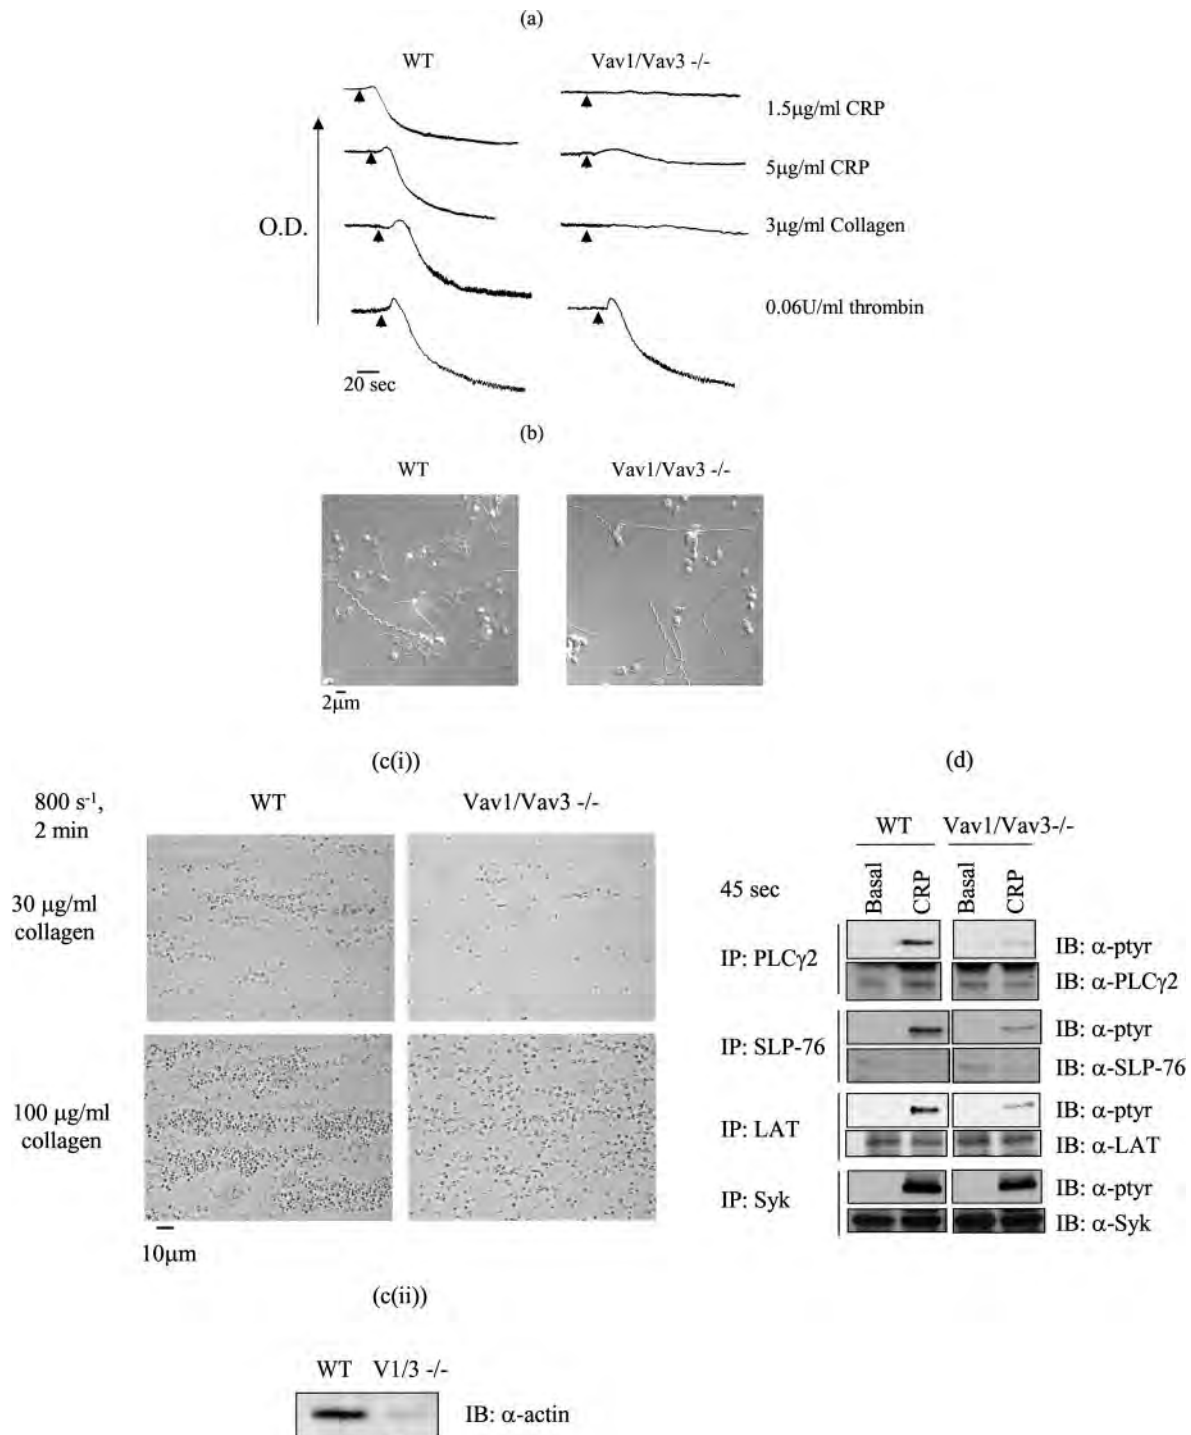 (a)
WT Vav1/Vav3 -/-
1.5μg/ml CRP
5μg/ml CRP
3μg/ml Collagen
0.06U/ml thrombin
O.D.
20 sec
(b)
WT Vav1/Vav3 -/-
2μm
(c(i))
800 s⁻¹,
2 min
WT Vav1/Vav3 -/-
30 μg/ml
collagen
100 μg/ml
collagen
10μm
(c(ii))
WT V1/3 -/-
IB: α-actin
(d)
WT Vav1/Vav3-/-
45 sec
Basal CRP Basal CRP
IP: PLCγ2
IB: α-ptyr
IB: α-PLCγ2
IP: SLP-76
IB: α-ptyr
IB: α-SLP-76
IP: LAT
IB: α-ptyr
IB: α-LAT
IP: Syk
IB: α-ptyr
IB: α-Syk